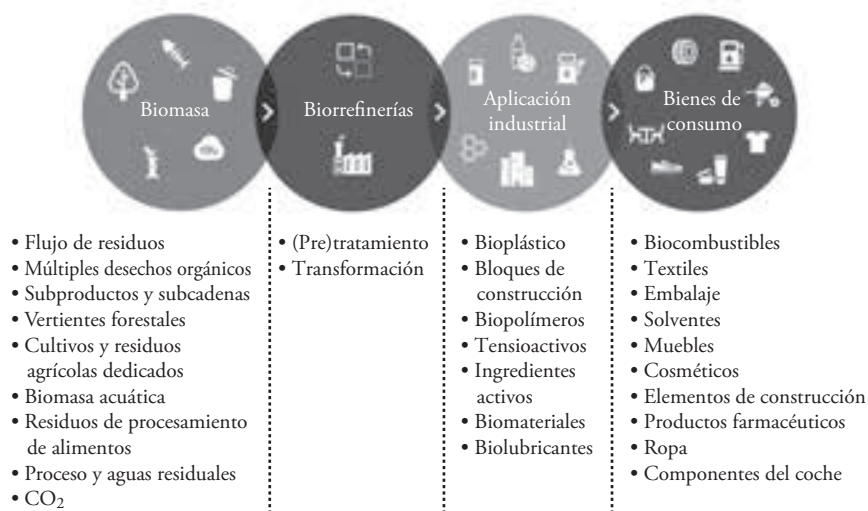 Biomasa
Biorrefinerías
Aplicación
industrial
Bienes de
consumo
• Flujo de residuos
• Múltiples desechos orgánicos
• Subproductos y subcadenas
• Vertientes forestales
• Cultivos y residuos
agrícolas dedicados
• Biomasa acuática
• Residuos de procesamiento
de alimentos
• Proceso y aguas residuales
• CO₂
• (Pre)tratamiento
• Transformación
• Bioplástico
• Bloques de
construcción
• Biopolímeros
• Tensioactivos
• Ingredientes
activos
• Biomateriales
• Biolubricantes
• Biocombustibles
• Textiles
• Embalaje
• Solventes
• Muebles
• Cosméticos
• Elementos de construcción
• Productos farmacéuticos
• Ropa
• Componentes del coche